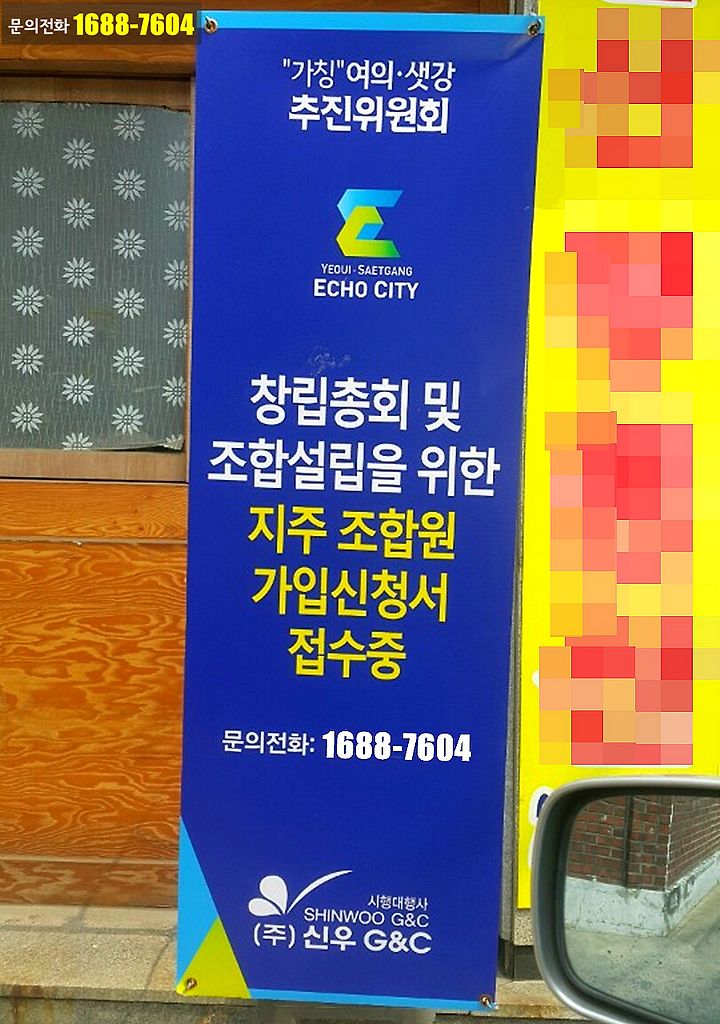 문의전화 1688-7604
"가칭"여의·샛강
추진위원회
YEOUI·SAETGANG
ECHO CITY
창립총회 및
조합설립을 위한
지주 조합원
가입신청서
접수중
문의전화: 1688-7604
시행대행사
SHINWOO G&C
(주) 신우 G&C